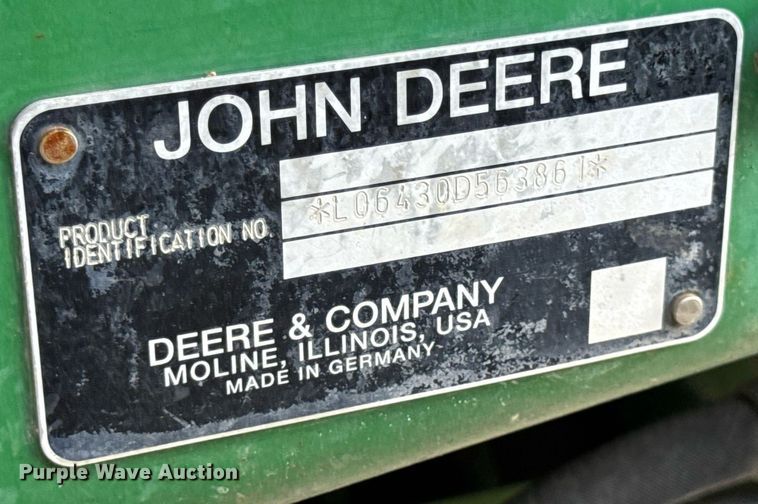 JOHN DEERE
PRODUCT
IDENTIFICATION NO.
*L06430D563861*
DEERE & COMPANY
MOLINE, ILLINOIS, USA
MADE IN GERMANY
Purple Wave Auction